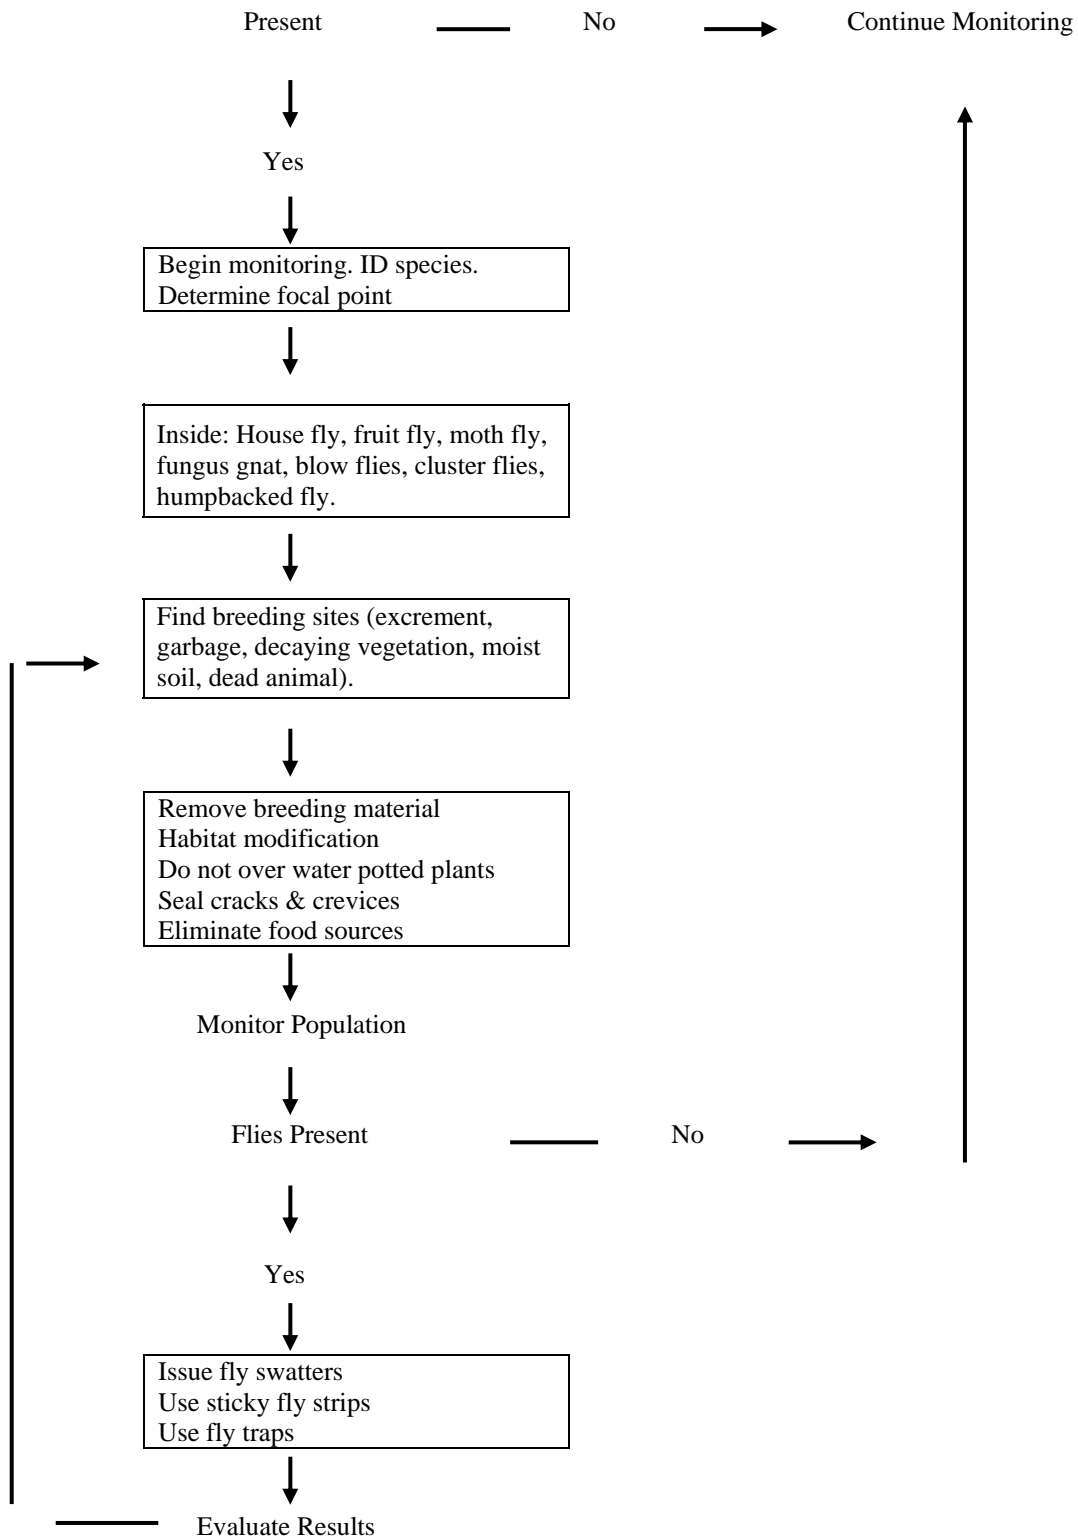 Present No Continue Monitoring
Yes
Begin monitoring. ID species.
Determine focal point
Inside: House fly, fruit fly, moth fly,
fungus gnat, blow flies, cluster flies,
humpbacked fly.
Find breeding sites (excrement,
garbage, decaying vegetation, moist
soil, dead animal).
Remove breeding material
Habitat modification
Do not over water potted plants
Seal cracks & crevices
Eliminate food sources
Monitor Population
Flies Present No
Yes
Issue fly swatters
Use sticky fly strips
Use fly traps
Evaluate Results